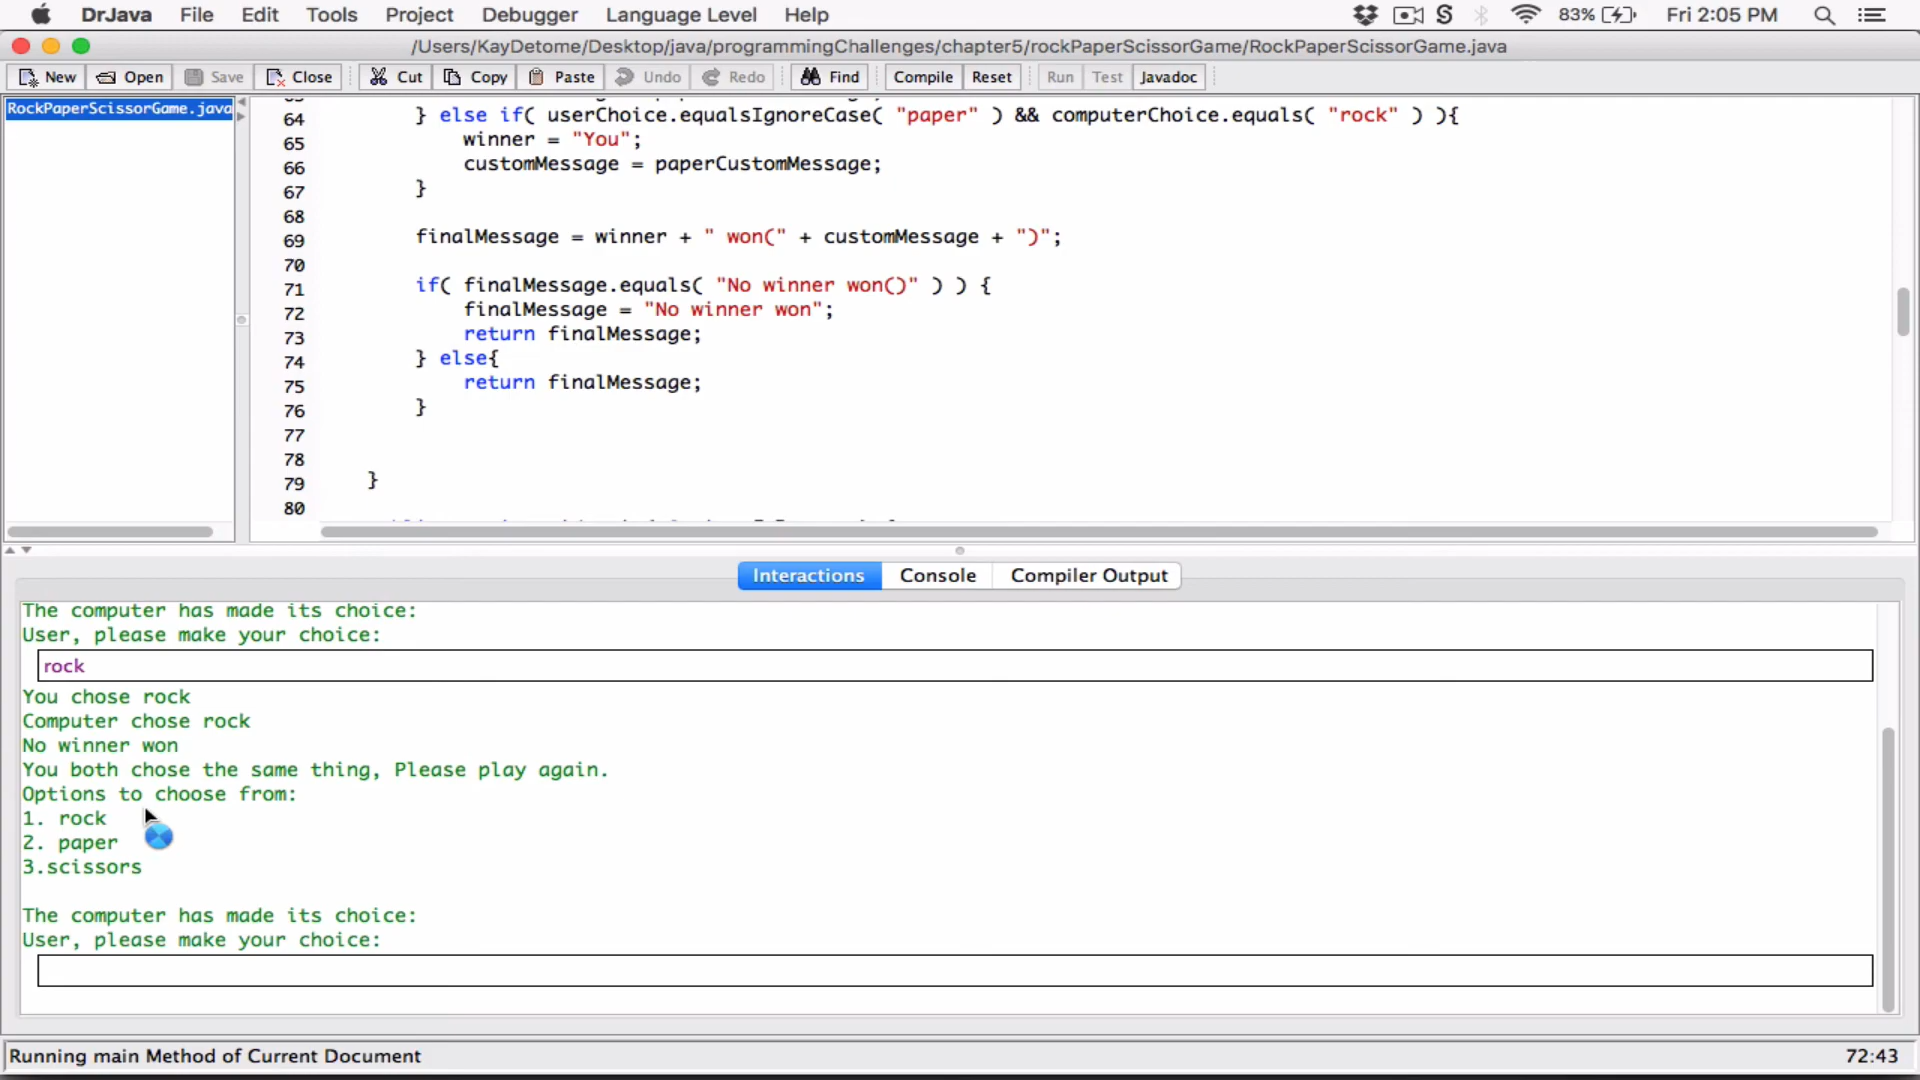 DrJava File Edit Tools Project Debugger Language Level Help 83% Fri 2:05 PM
/Users/KayDetome/Desktop/java/programmingChallenges/chapter5/rockPaperScissorGame/RockPaperScissorGame.java
New Open Save Close Cut Copy Paste Undo Redo Find Compile Reset Run Test Javadoc
RockPaperScissorGame.java
64 } else if( userChoice.equalsIgnoreCase( "paper" ) && computerChoice.equals( "rock" ) ){
65 winner = "You";
66 customMessage = paperCustomMessage;
67 }
68
69 finalMessage = winner + " won(" + customMessage + ")";
70
71 if( finalMessage.equals( "No winner won()" ) ) {
72 finalMessage = "No winner won";
73 return finalMessage;
74 } else{
75 return finalMessage;
76 }
77
78
79 }
80
Interactions Console Compiler Output
The computer has made its choice:
User, please make your choice:
rock
You chose rock
Computer chose rock
No winner won
You both chose the same thing, Please play again.
Options to choose from:
1. rock
2. paper
3.scissors
The computer has made its choice:
User, please make your choice:
Running main Method of Current Document 72:43